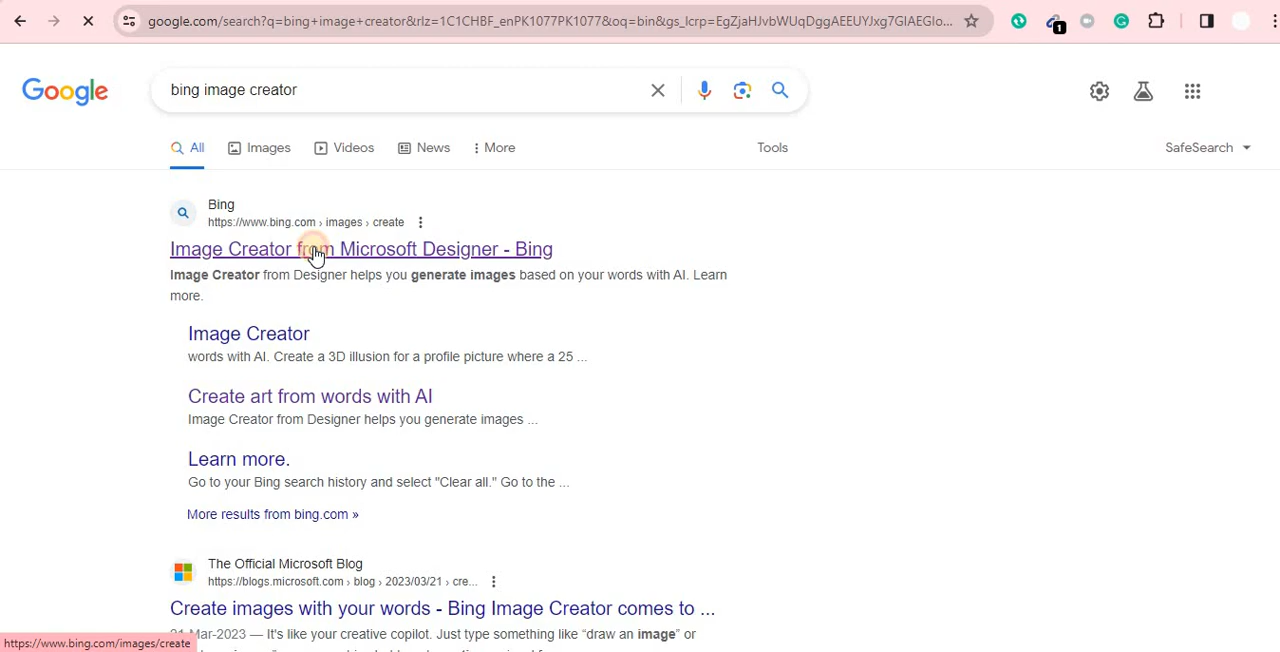 google.com/search?q=bing+image+creator&rlz=1C1CHBF_enPK1077PK1077&oq=bin&gs_lcrp=EgZjaHJvbWUqDggAEEUYJxg7GIAEGIo...
1
Google
bing image creator
All
Images
Videos
News
More
Tools
SafeSearch
Bing
https://www.bing.com › images › create
Image Creator from Microsoft Designer - Bing
Image Creator from Designer helps you generate images based on your words with AI. Learn
more.
Image Creator
words with AI. Create a 3D illusion for a profile picture where a 25 ...
Create art from words with AI
Image Creator from Designer helps you generate images ...
Learn more.
Go to your Bing search history and select "Clear all." Go to the ...
More results from bing.com »
The Official Microsoft Blog
https://blogs.microsoft.com › blog › 2023/03/21 › cre...
Create images with your words - Bing Image Creator comes to ...
21-Mar-2023 — It's like your creative copilot. Just type something like “draw an image” or
https://www.bing.com/images/create